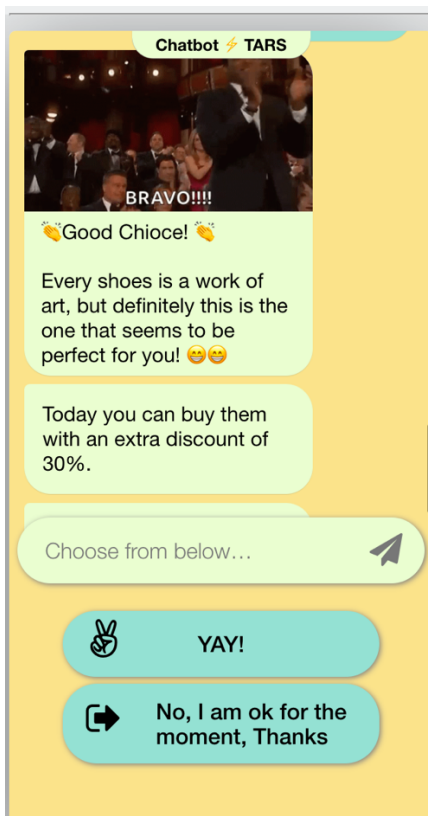 Chatbot ⚡ TARS
BRAVO!!!!
👏Good Chioce! 👏
Every shoes is a work of
art, but definitely this is the
one that seems to be
perfect for you! 😁😁
Today you can buy them
with an extra discount of
30%.
Choose from below...
YAY!
No, I am ok for the
moment, Thanks